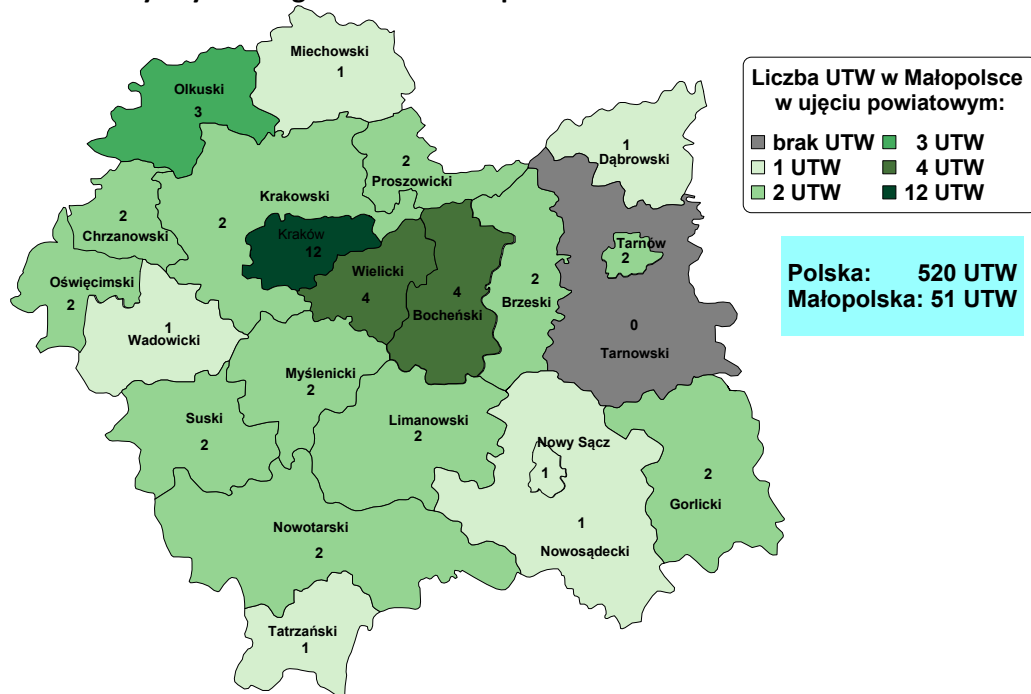 Miechowski
1
Olkuski
3
Liczba UTW w Małopolsce
w ujęciu powiatowym:
brak UTW
3 UTW
1 UTW
4 UTW
2 UTW
12 UTW
1
Dąbrowski
2
Proszowicki
Krakowski
2
2
Chrzanowski
Kraków
12
Tarnów
2
Polska: 520 UTW
Małopolska: 51 UTW
Wielicki
4
4
Bocheński
2
Brzeski
Oświęcimski
2
0
Tarnowski
1
Wadowicki
Myślenicki
2
Suski
2
Limanowski
2
Nowy Sącz
1
2
Gorlicki
1
Nowosądecki
Nowotarski
2
Tatrzański
1